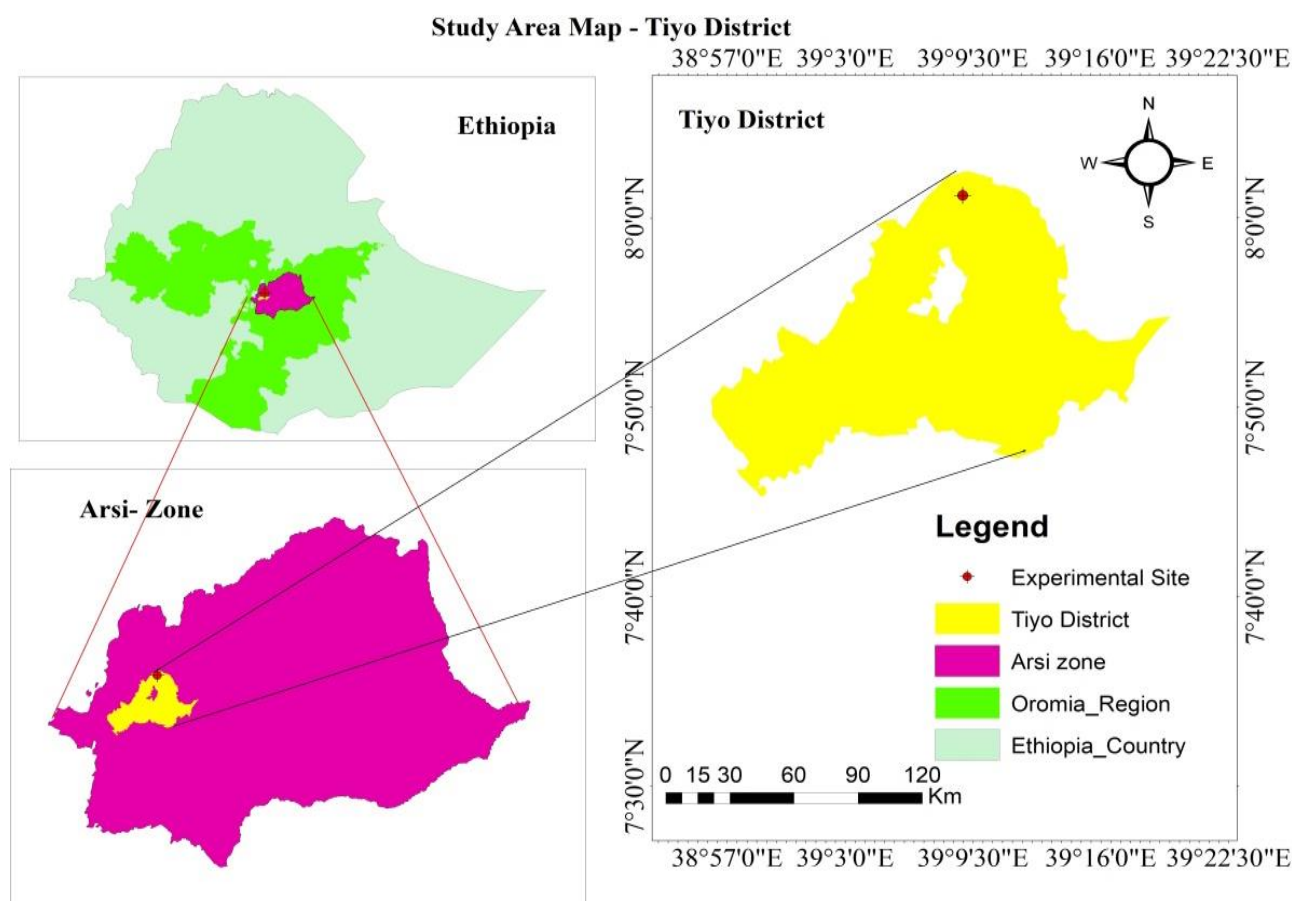 Study Area Map - Tiyo District
Ethiopia
Arsi- Zone
38°57'0"E 39°3'0"E 39°9'30"E 39°16'0"E 39°22'30"E
Tiyo District
N
W E
S
8°0'0"N 8°0'0"N
7°50'0"N 7°50'0"N
7°40'0"N 7°40'0"N
7°30'0"N 7°30'0"N
Legend
Experimental Site
Tiyo District
Arsi zone
Oromia_Region
Ethiopia_Country
0 15 30 60 90 120
Km
38°57'0"E 39°3'0"E 39°9'30"E 39°16'0"E 39°22'30"E